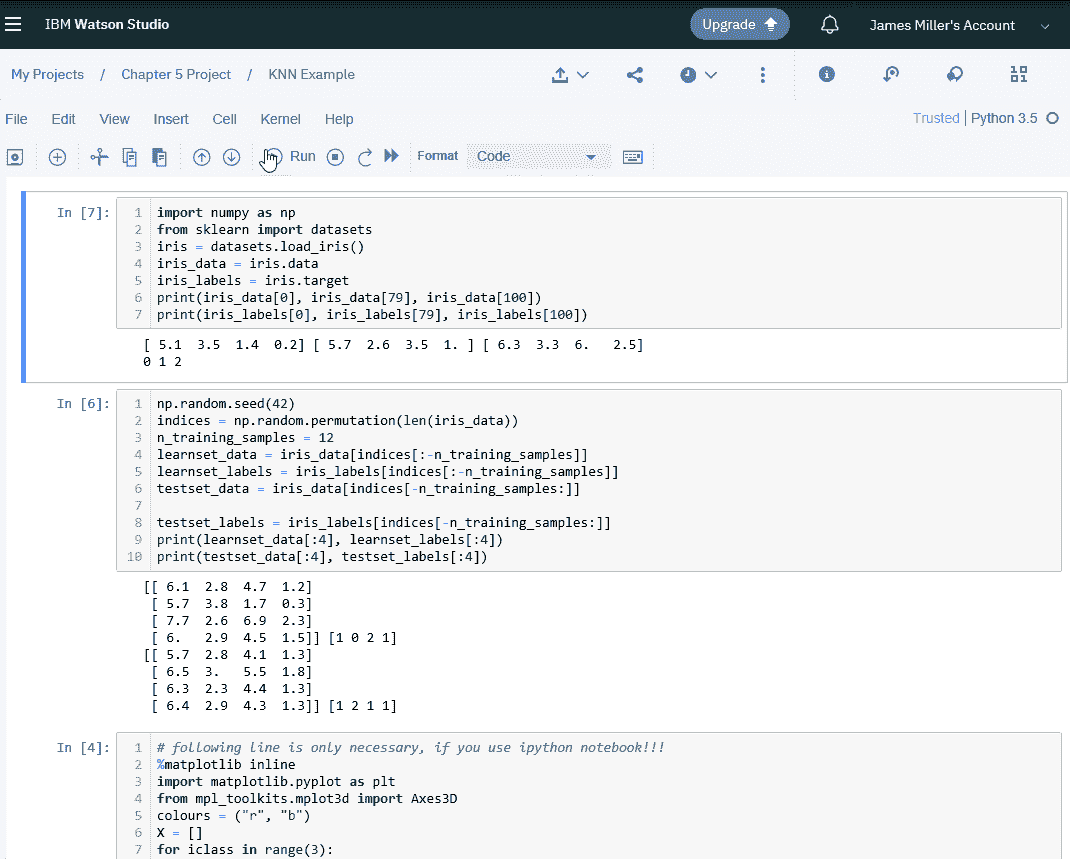 IBM Watson Studio
Upgrade
James Miller's Account
My Projects / Chapter 5 Project / KNN Example
File Edit View Insert Cell Kernel Help
Trusted | Python 3.5
Run
Format
Code
In [7]:
1 import numpy as np
2 from sklearn import datasets
3 iris = datasets.load_iris()
4 iris_data = iris.data
5 iris_labels = iris.target
6 print(iris_data[0], iris_data[79], iris_data[100])
7 print(iris_labels[0], iris_labels[79], iris_labels[100])
[ 5.1  3.5  1.4  0.2] [ 5.7  2.6  3.5  1. ] [ 6.3  3.3  6.   2.5]
0 1 2
In [6]:
1 np.random.seed(42)
2 indices = np.random.permutation(len(iris_data))
3 n_training_samples = 12
4 learnset_data = iris_data[indices[:-n_training_samples]]
5 learnset_labels = iris_labels[indices[:-n_training_samples]]
6 testset_data = iris_data[indices[-n_training_samples:]]
7
8 testset_labels = iris_labels[indices[-n_training_samples:]]
9 print(learnset_data[:4], learnset_labels[:4])
10 print(testset_data[:4], testset_labels[:4])
[[ 6.1  2.8  4.7  1.2]
[ 5.7  3.8  1.7  0.3]
[ 7.7  2.6  6.9  2.3]
[ 6.   2.9  4.5  1.5]] [1 0 2 1]
[[ 5.7  2.8  4.1  1.3]
[ 6.5  3.   5.5  1.8]
[ 6.3  2.3  4.4  1.3]
[ 6.4  2.9  4.3  1.3]] [1 2 1 1]
In [4]:
1 # following line is only necessary, if you use ipython notebook!!!
2 %matplotlib inline
3 import matplotlib.pyplot as plt
4 from mpl_toolkits.mplot3d import Axes3D
5 colours = ("r", "b")
6 X = []
7 for iclass in range(3):